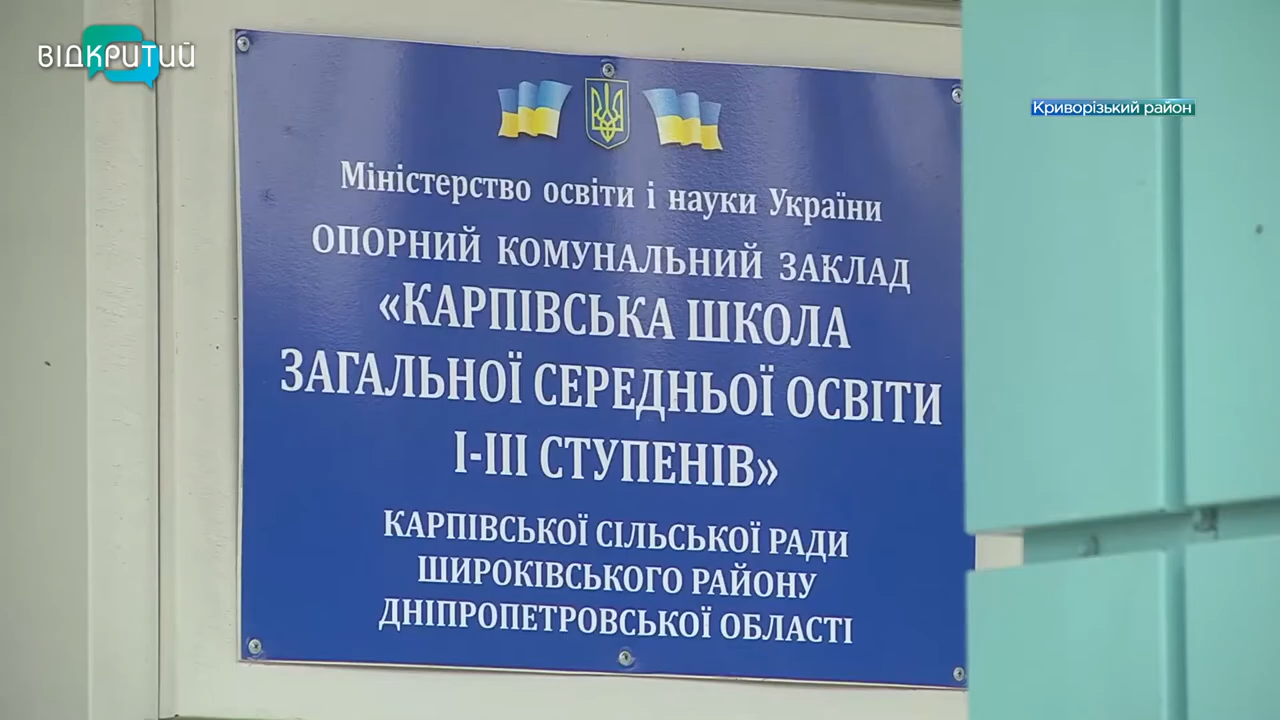 ВІДКРИТИЙ
Криворізький район
Міністерство освіти і науки України
ОПОРНИЙ КОМУНАЛЬНИЙ ЗАКЛАД
«КАРПІВСЬКА ШКОЛА
ЗАГАЛЬНОЇ СЕРЕДНЬОЇ ОСВІТИ
І-ІІІ СТУПЕНІВ»
КАРПІВСЬКОЇ СІЛЬСЬКОЇ РАДИ
ШИРОКІВСЬКОГО РАЙОНУ
ДНІПРОПЕТРОВСЬКОЇ ОБЛАСТІ